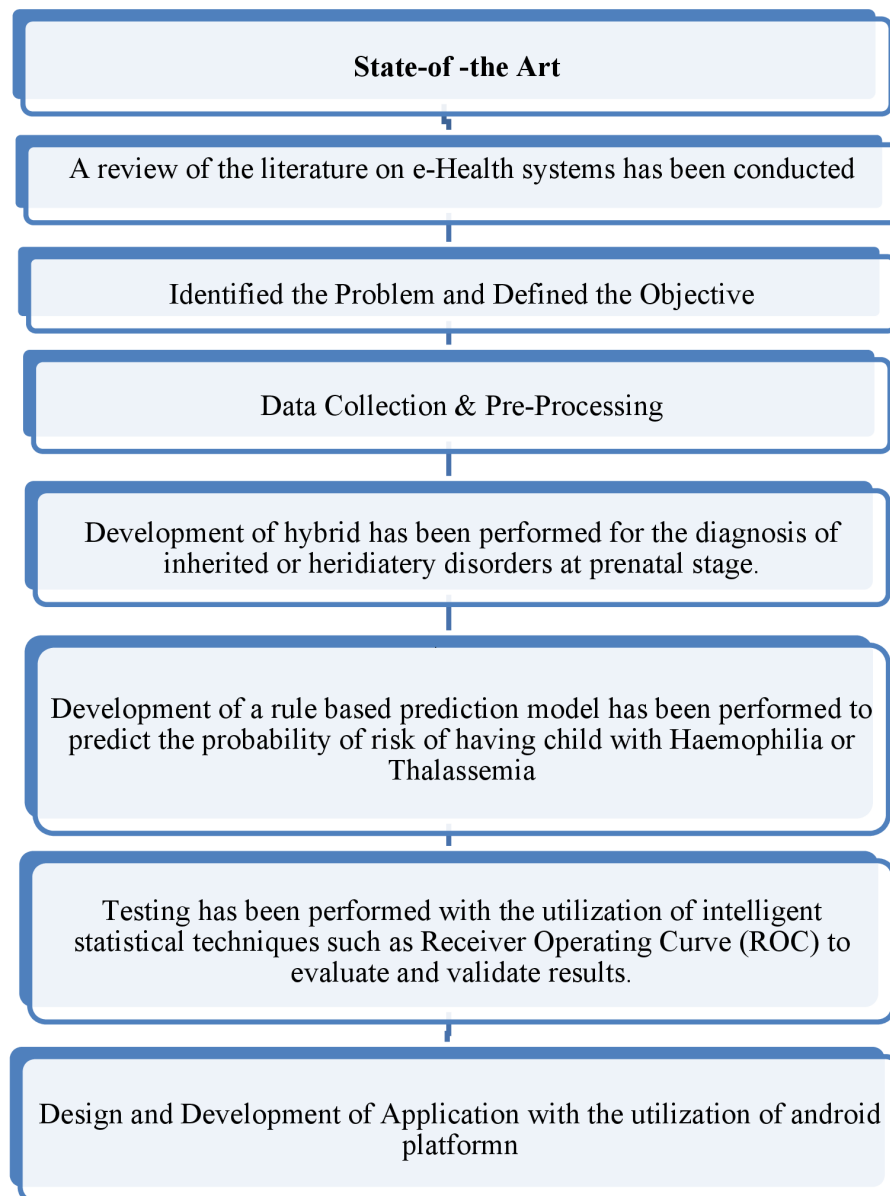 State-of -the Art
A review of the literature on e-Health systems has been conducted
Identified the Problem and Defined the Objective
Data Collection & Pre-Processing
Development of hybrid has been performed for the diagnosis of
inherited or heridiatery disorders at prenatal stage.
Development of a rule based prediction model has been performed to
predict the probability of risk of having child with Haemophilia or
Thalassemia
Testing has been performed with the utilization of intelligent
statistical techniques such as Receiver Operating Curve (ROC) to
evaluate and validate results.
Design and Development of Application with the utilization of android
platformn